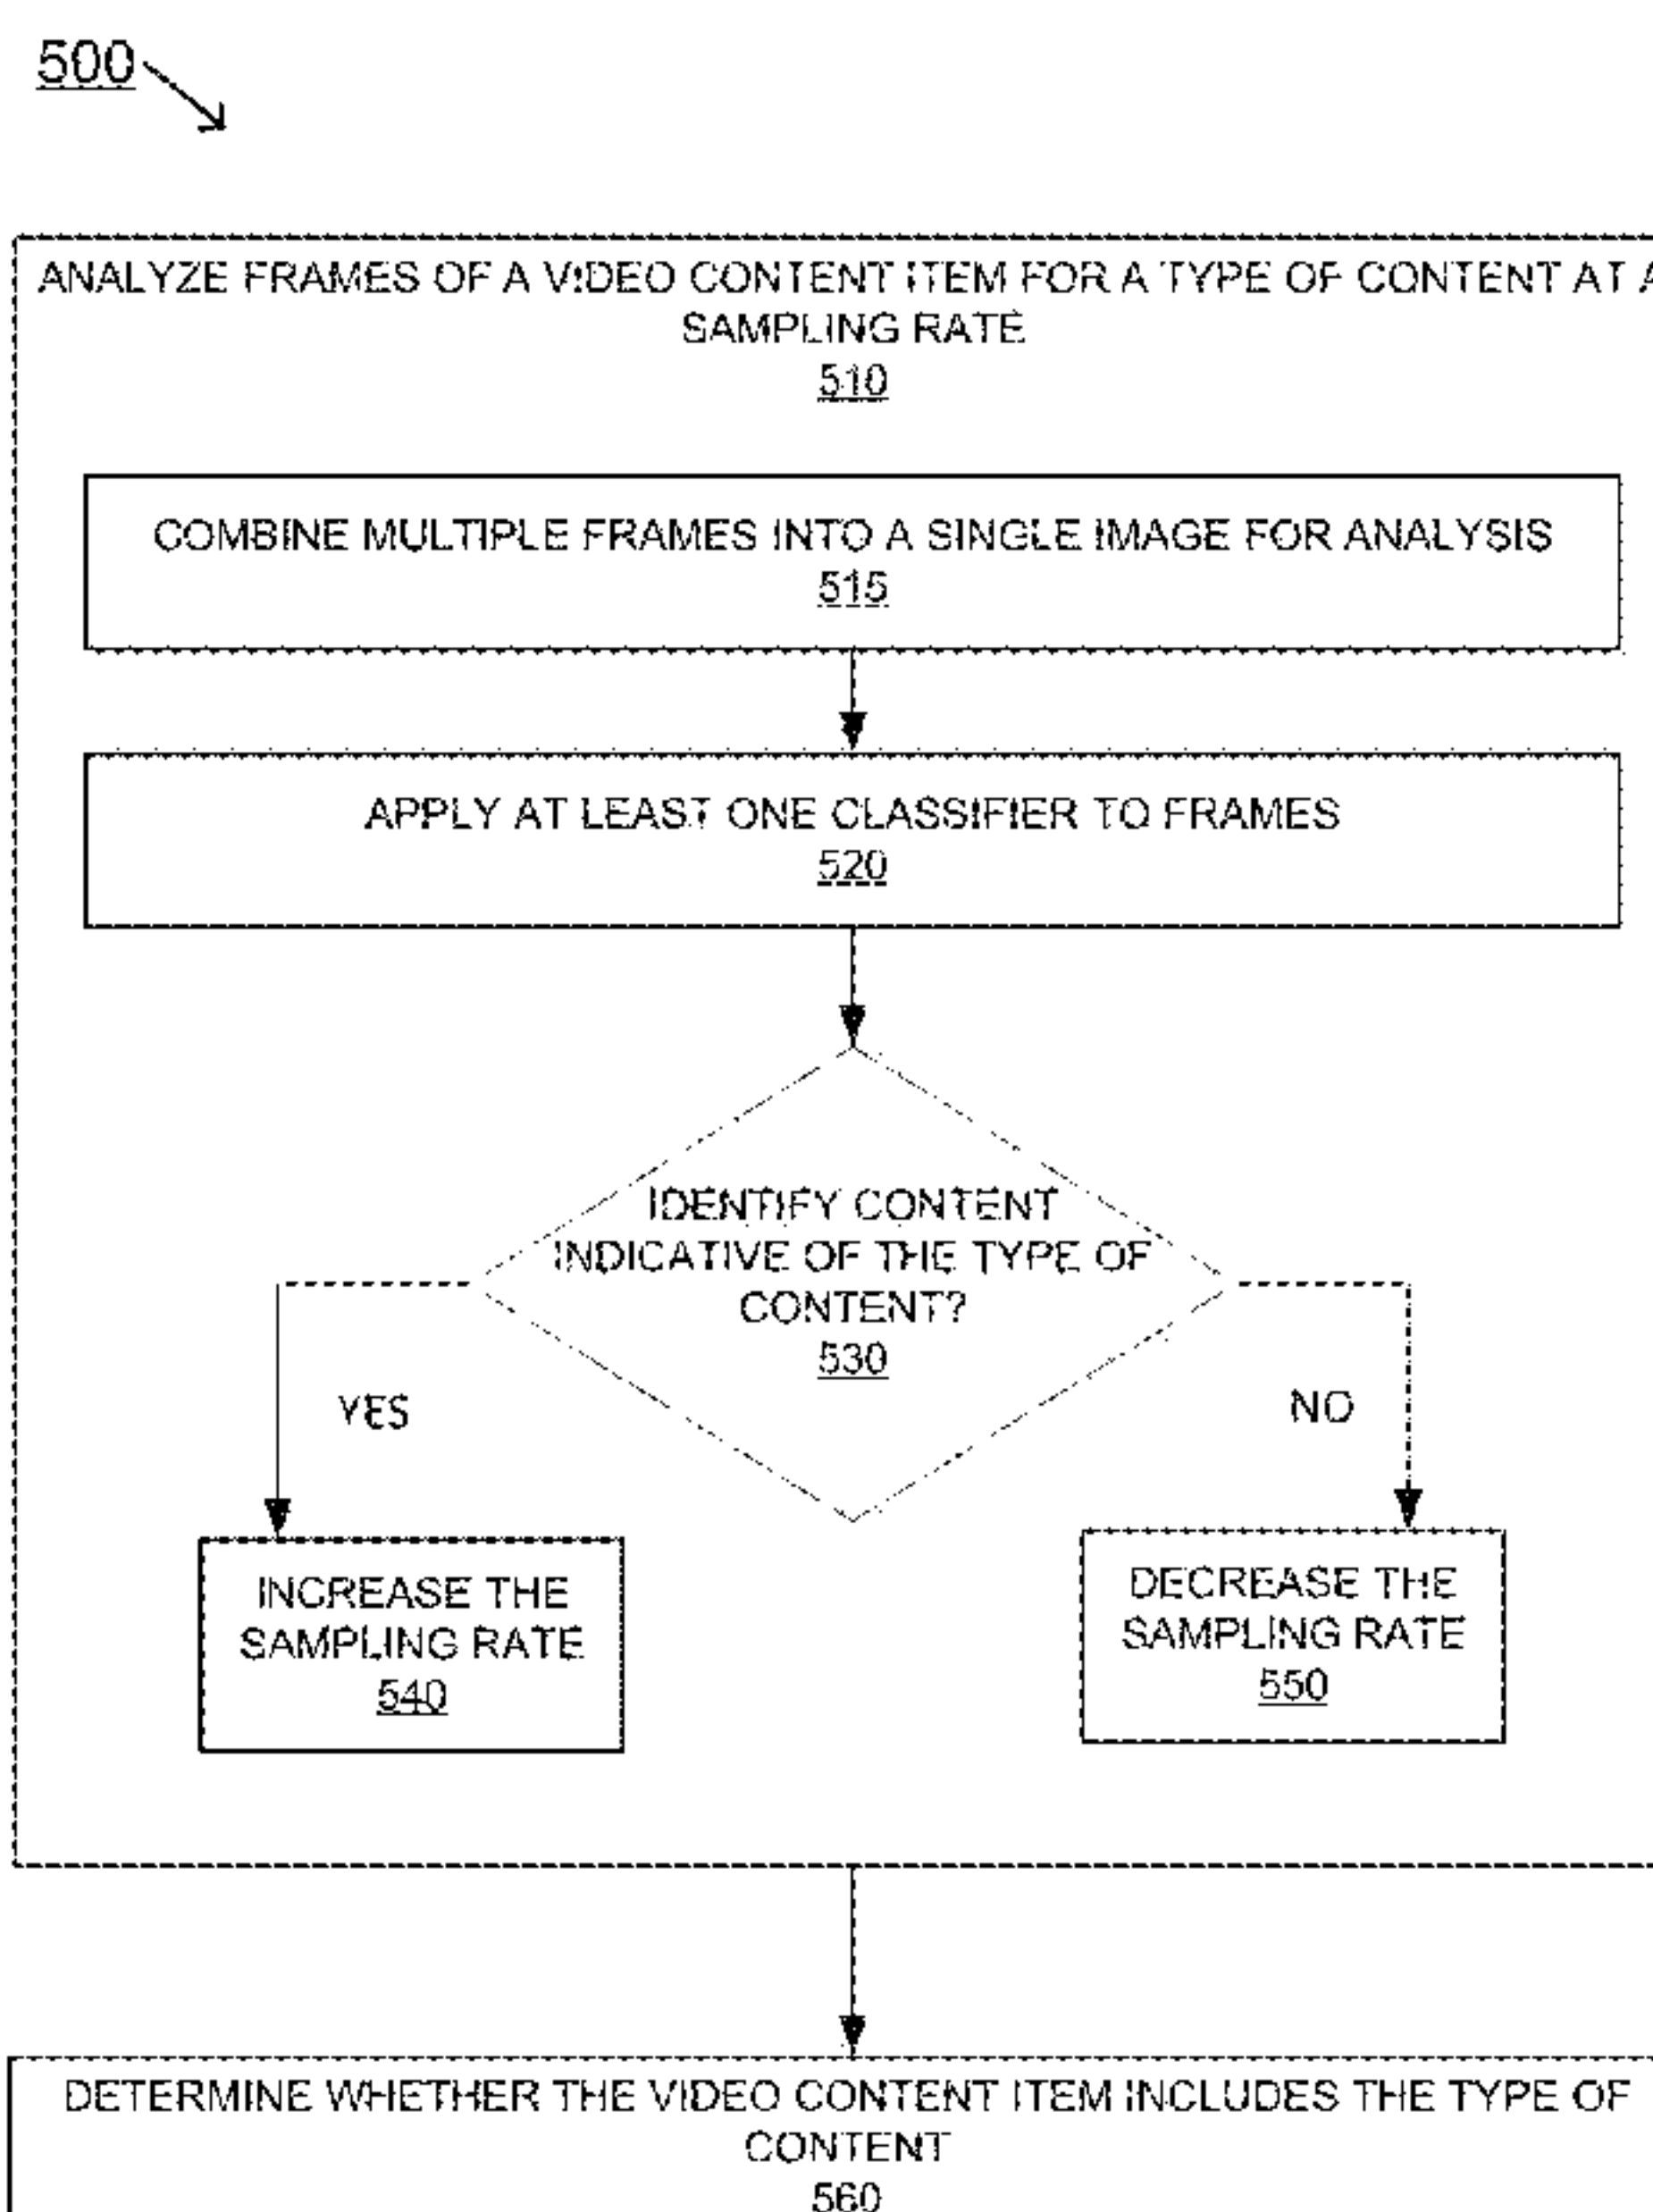 500
ANALYZE FRAMES OF A VIDEO CONTENT ITEM FOR A TYPE OF CONTENT AT A
SAMPLING RATE
510
COMBINE MULTIPLE FRAMES INTO A SINGLE IMAGE FOR ANALYSIS
515
APPLY AT LEAST ONE CLASSIFIER TO FRAMES
520
IDENTIFY CONTENT
INDICATIVE OF THE TYPE OF
CONTENT?
530
YES
NO
INCREASE THE
SAMPLING RATE
540
DECREASE THE
SAMPLING RATE
550
DETERMINE WHETHER THE VIDEO CONTENT ITEM INCLUDES THE TYPE OF
CONTENT
560